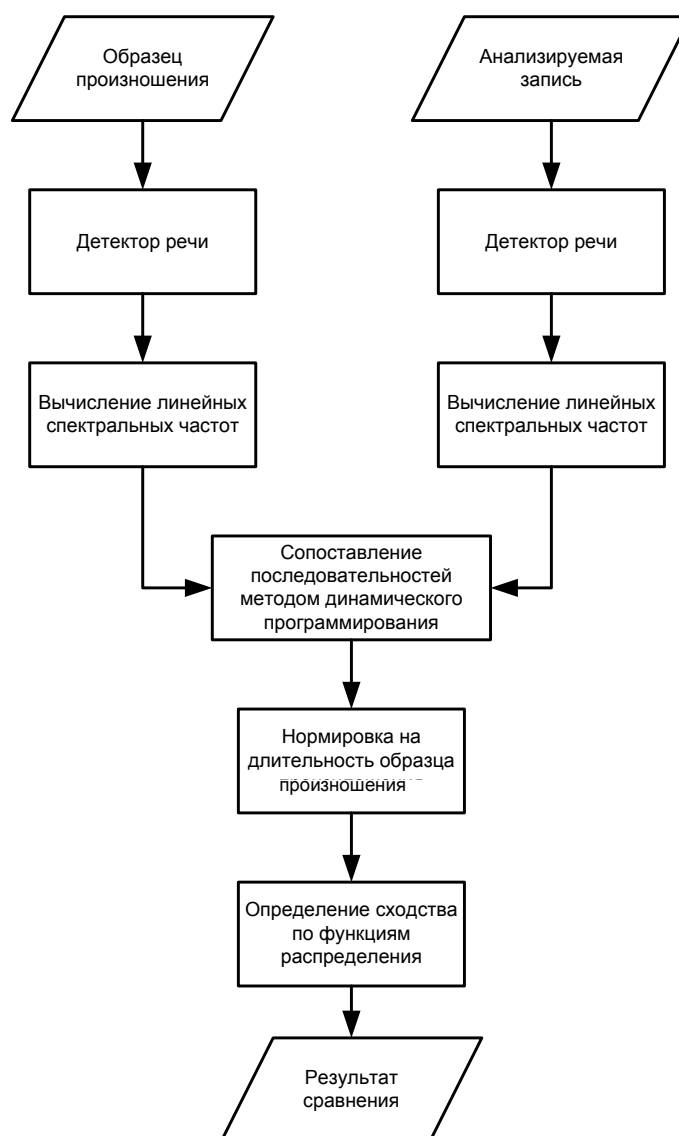 Образец
произношения
Анализируемая
запись
Детектор речи
Детектор речи
Вычисление линейных
спектральных частот
Вычисление линейных
спектральных частот
Сопоставление
последовательностей
методом динамического
программирования
Нормировка на
длительность образца
произношения
Определение сходства
по функциям
распределения
Результат
сравнения